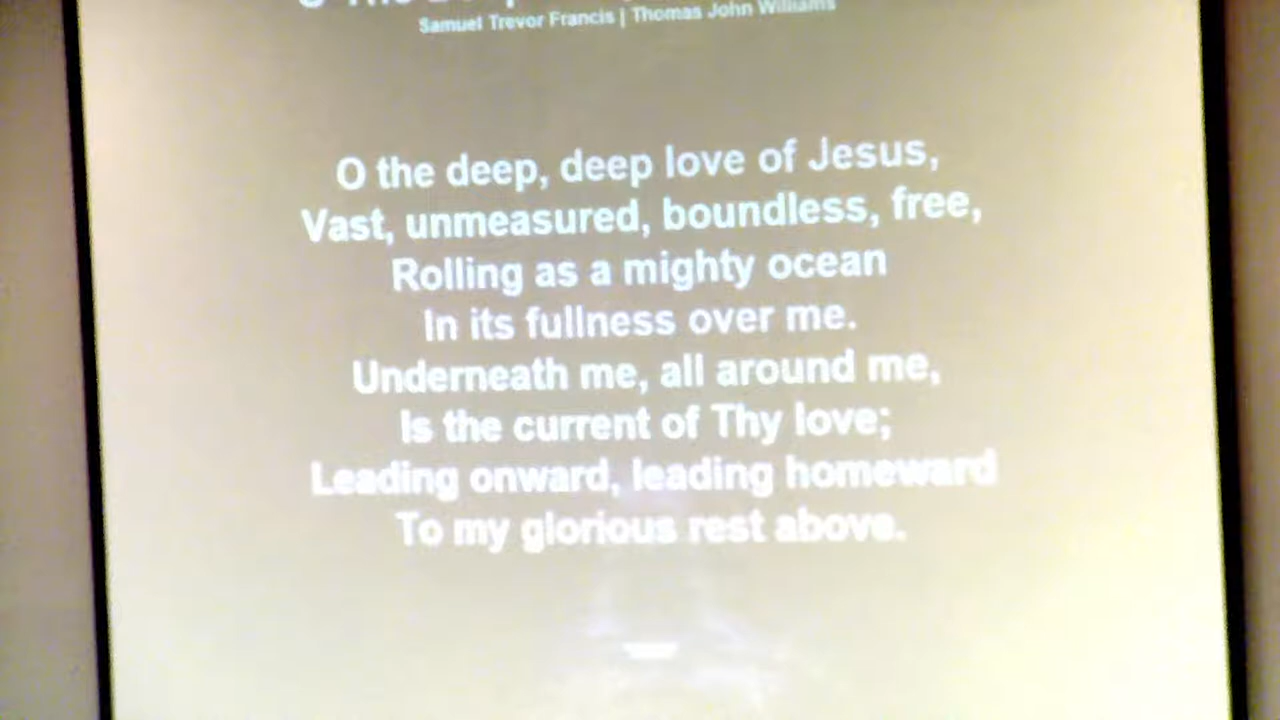 Samuel Trevor Francis | Thomas John Williams
O the deep, deep love of Jesus,
Vast, unmeasured, boundless, free,
Rolling as a mighty ocean
In its fullness over me.
Underneath me, all around me,
Is the current of Thy love;
Leading onward, leading homeward
To my glorious rest above.